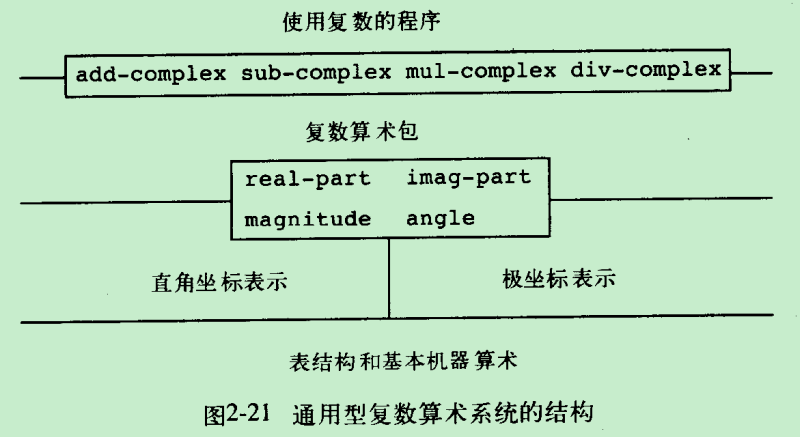 使用复数的程序
add-complex sub-complex mul-complex div-complex
复数算术包
real-part imag-part
magnitude angle
直角坐标表示 极坐标表示
表结构和基本机器算术
图2-21 通用型复数算术系统的结构